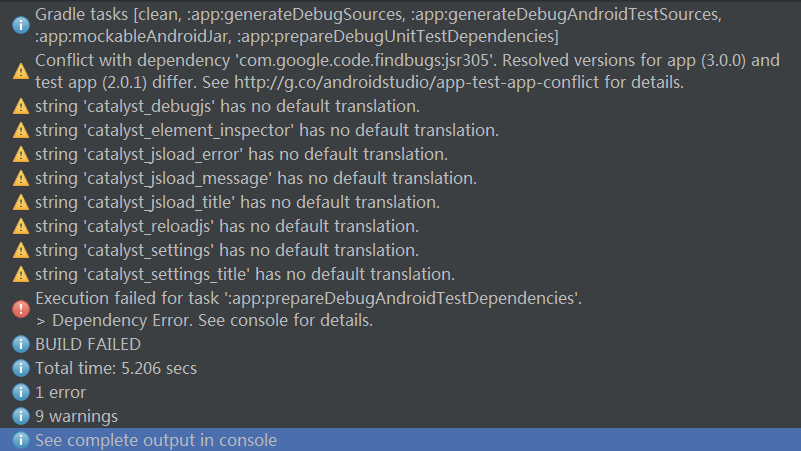 Gradle tasks [clean, :app:generateDebugSources, :app:generateDebugAndroidTestSources,
:app:mockableAndroidJar, :app:prepareDebugUnitTestDependencies]
Conflict with dependency 'com.google.code.findbugs:jsr305'. Resolved versions for app (3.0.0) and
test app (2.0.1) differ. See http://g.co/androidstudio/app-test-app-conflict for details.
string 'catalyst_debugjs' has no default translation.
string 'catalyst_element_inspector' has no default translation.
string 'catalyst_jsload_error' has no default translation.
string 'catalyst_jsload_message' has no default translation.
string 'catalyst_jsload_title' has no default translation.
string 'catalyst_reloadjs' has no default translation.
string 'catalyst_settings' has no default translation.
string 'catalyst_settings_title' has no default translation.
Execution failed for task ':app:prepareDebugAndroidTestDependencies'.
> Dependency Error. See console for details.
BUILD FAILED
Total time: 5.206 secs
1 error
9 warnings
See complete output in console